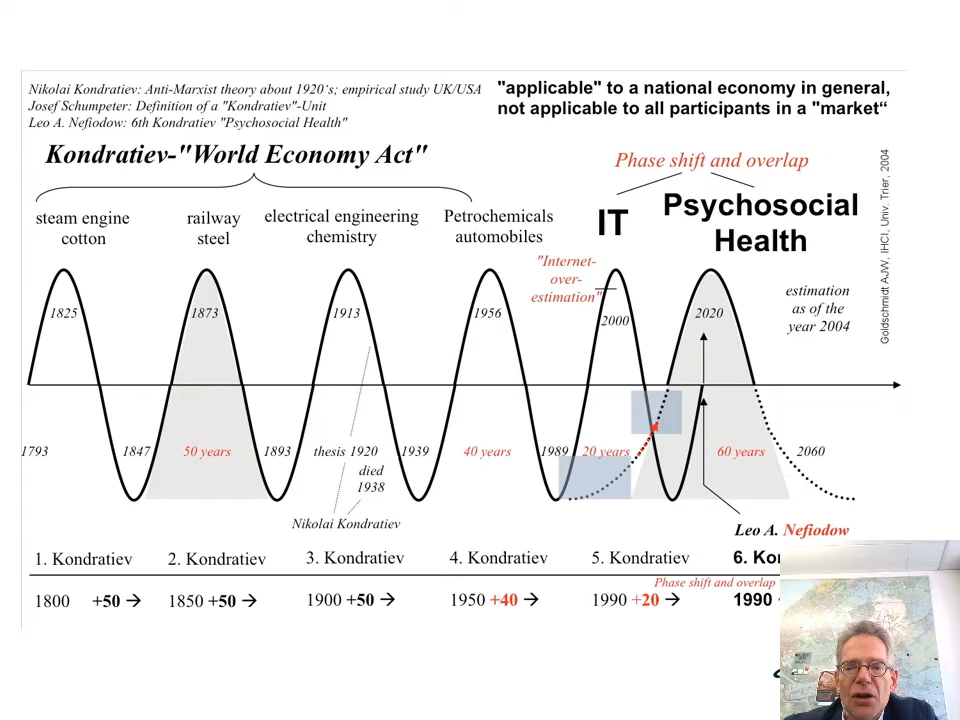 Nikolai Kondratiev: Anti-Marxist theory about 1920's; empirical study UK/USA
Josef Schumpeter: Definition of a "Kondratiev"-Unit
Leo A. Nefiodow: 6th Kondratiev "Psychosocial Health"
"applicable" to a national economy in general,
not applicable to all participants in a "market“
Kondratiev-"World Economy Act"
Phase shift and overlap
steam engine
cotton
railway
steel
electrical engineering
chemistry
Petrochemicals
automobiles
IT
Psychosocial
Health
"Internet-
over-
estimation"
estimation
as of the
year 2004
Goldschmidt AJW, IHCI, Univ. Trier, 2004
1825
1873
1913
1956
2000
2020
1793
1847
50 years
1893
thesis 1920
1939
40 years
1989
20 years
60 years
2060
died
1938
Nikolai Kondratiev
Leo A. Nefiodow
1. Kondratiev
2. Kondratiev
3. Kondratiev
4. Kondratiev
5. Kondratiev
6. Ko
Phase shift and overlap
1800 +50 →
1850 +50 →
1900 +50 →
1950 +40 →
1990 +20 →
1990